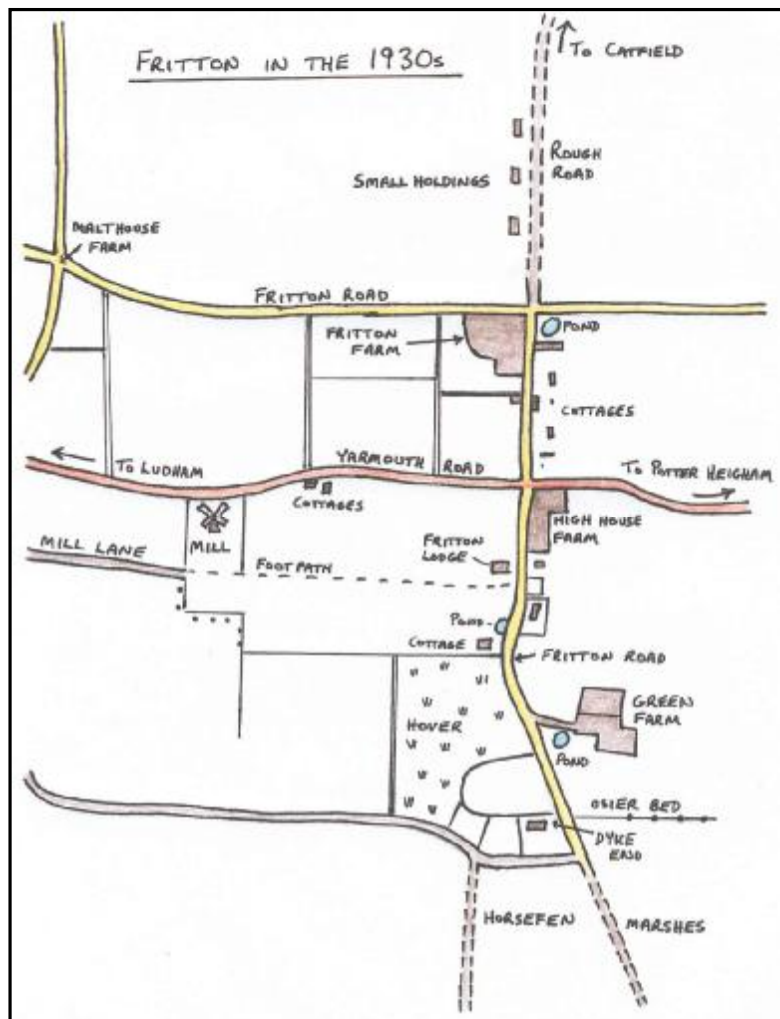 FRITTON IN THE 1930s
TO CATFIELD
ROUGH
ROAD
SMALL HOLDINGS
MALTHOUSE
FARM
FRITTON ROAD
FRITTON
FARM
POND
COTTAGES
TO LUDHAM
YARMOUTH
ROAD
TO POTTER HEIGHAM
COTTAGES
HIGH HOUSE
FARM
MILL LANE
MILL
FRITTON
LODGE
FOOTPATH
POND
COTTAGE
FRITTON ROAD
GREEN
FARM
HOVER
POND
OSIER BED
DYKE
END
HORSEFEN
MARSHES